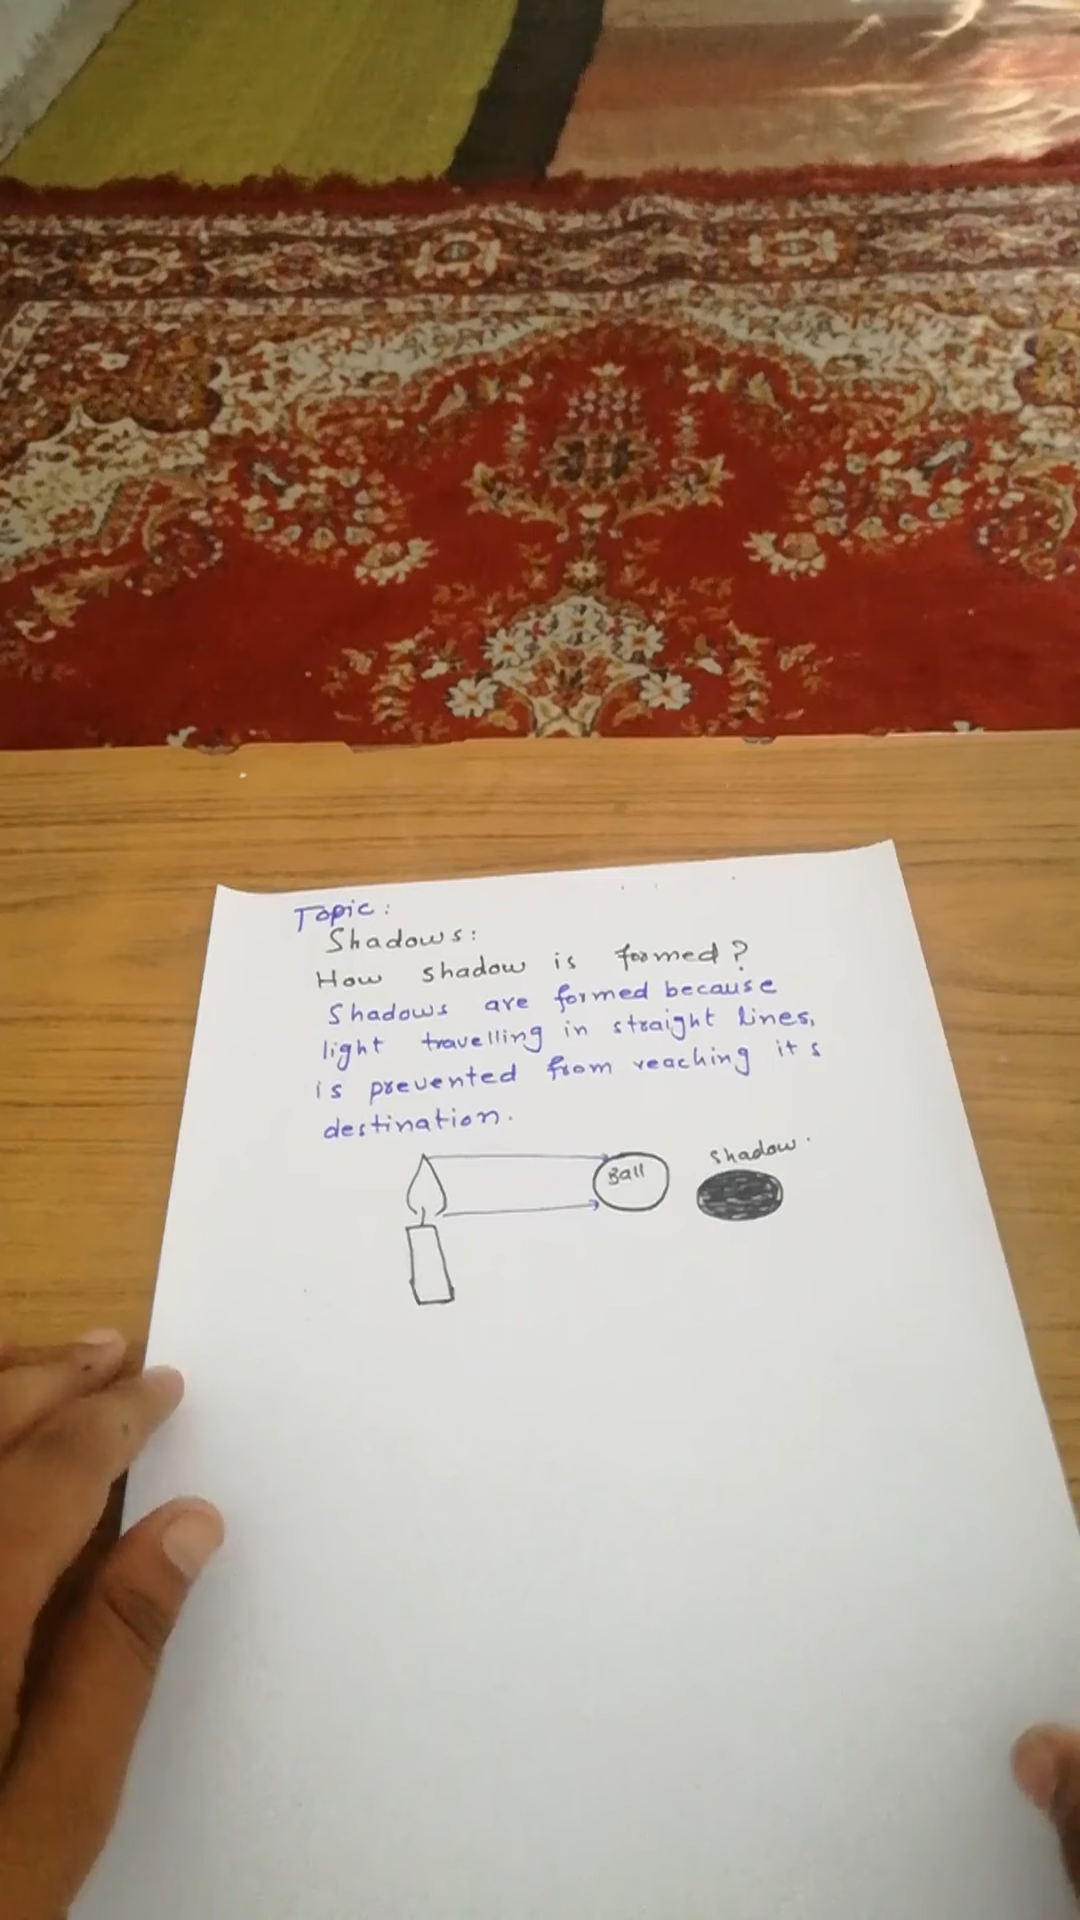 Topic:
Shadows:
How shadow is formed?
Shadows are formed because
light travelling in straight lines,
is prevented from reaching its
destination.
Ball
shadow.